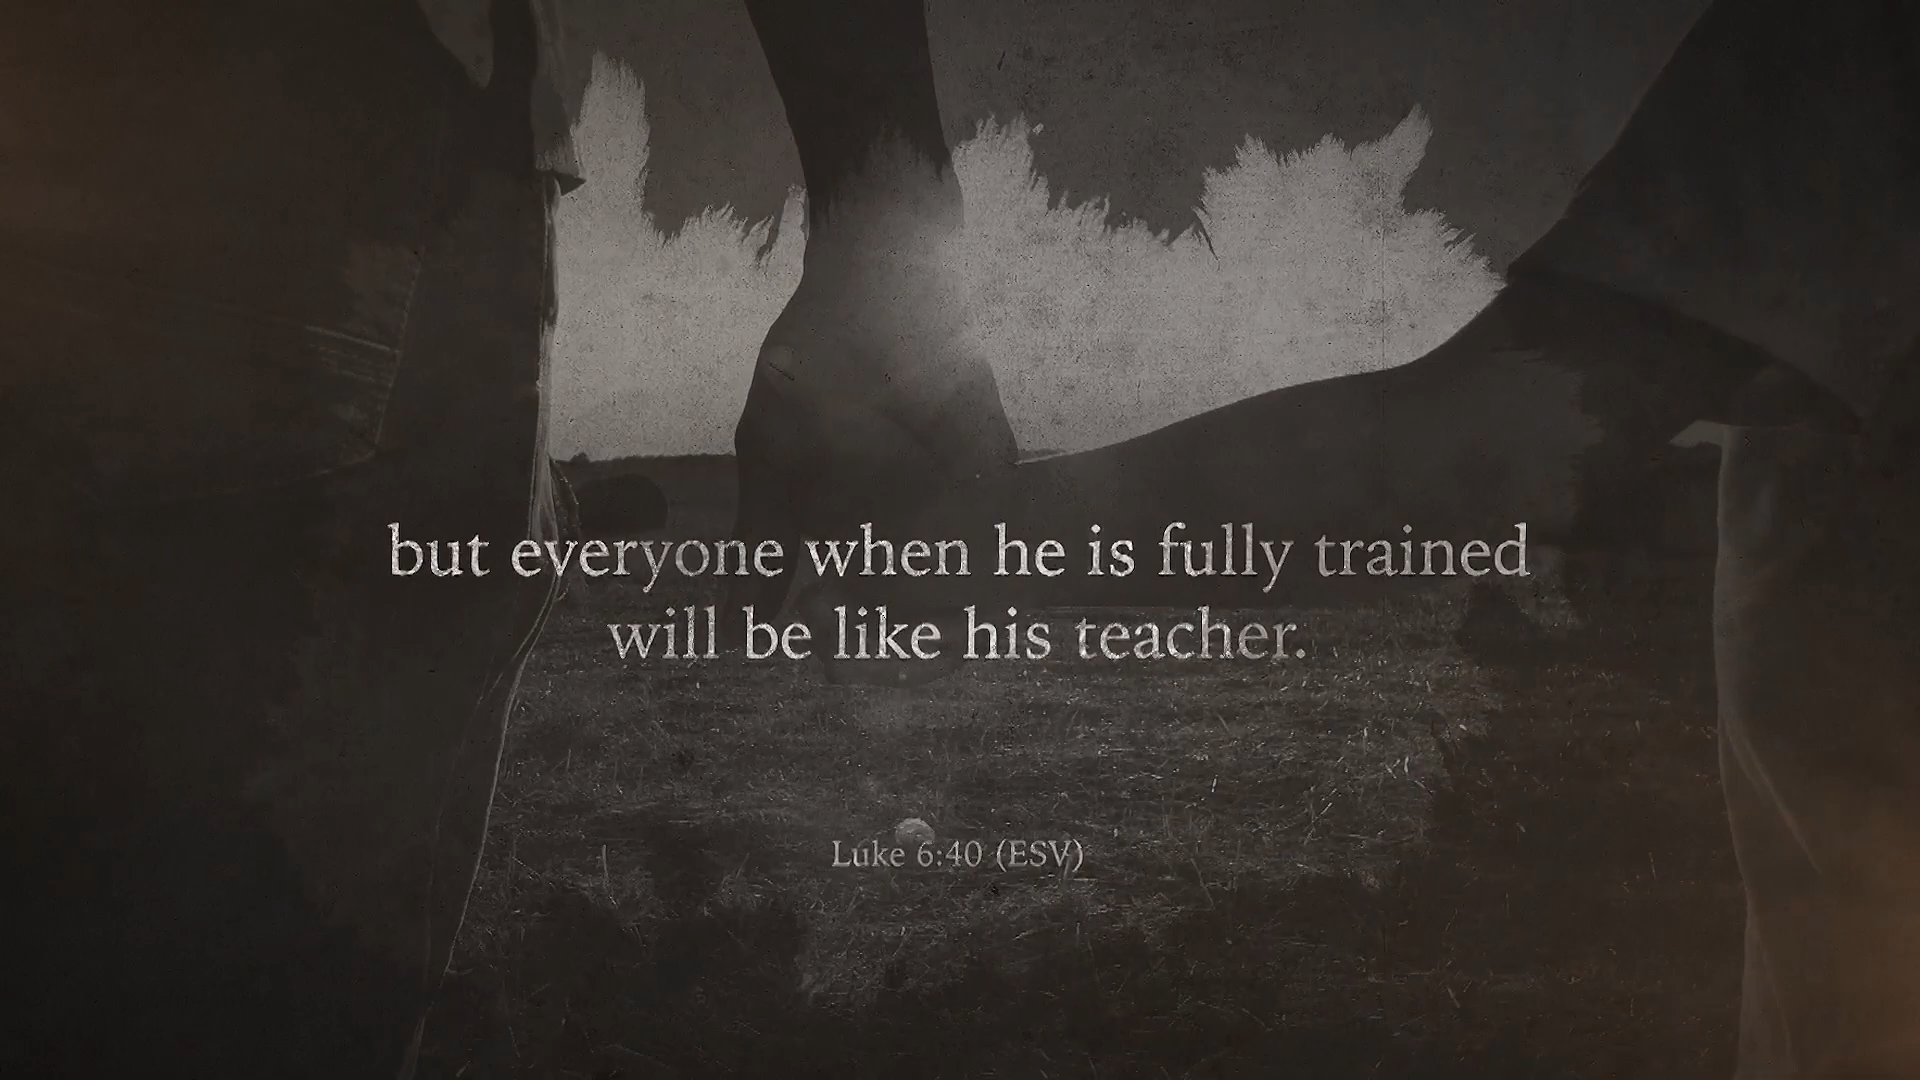 but everyone when he is fully trained
will be like his teacher.
Luke 6:40 (ESV)